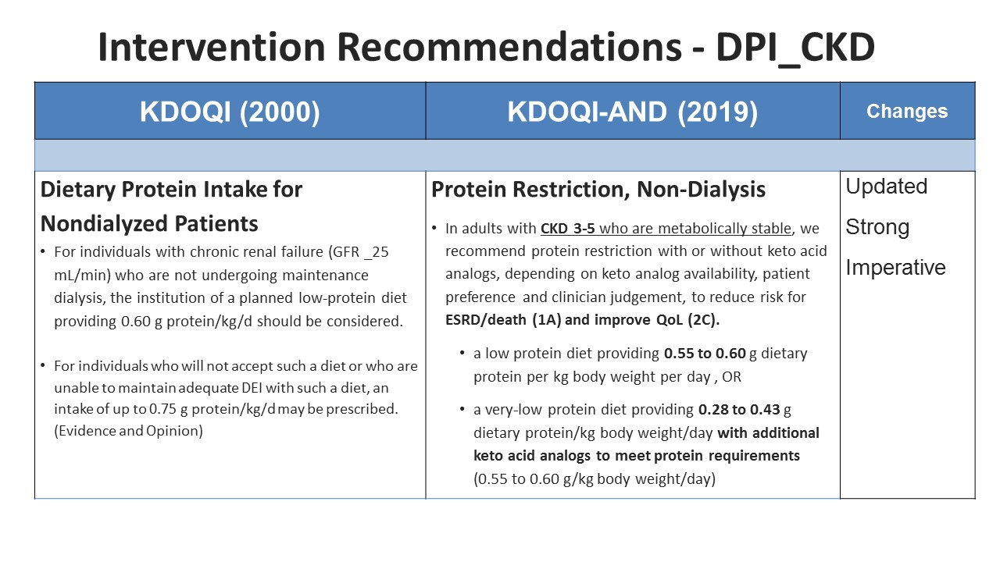 Intervention Recommendations - DPI_CKD
KDOQI (2000)
KDOQI-AND (2019)
Changes
Dietary Protein Intake for
Nondialyzed Patients
• For individuals with chronic renal failure (GFR _25
mL/min) who are not undergoing maintenance
dialysis, the institution of a planned low-protein diet
providing 0.60 g protein/kg/d should be considered.
• For individuals who will not accept such a diet or who are
unable to maintain adequate DEI with such a diet, an
intake of up to 0.75 g protein/kg/d may be prescribed.
(Evidence and Opinion)
Protein Restriction, Non-Dialysis
• In adults with CKD 3-5 who are metabolically stable, we
recommend protein restriction with or without keto acid
analogs, depending on keto analog availability, patient
preference and clinician judgement, to reduce risk for
ESRD/death (1A) and improve QoL (2C).
• a low protein diet providing 0.55 to 0.60 g dietary
protein per kg body weight per day , OR
• a very-low protein diet providing 0.28 to 0.43 g
dietary protein/kg body weight/day with additional
keto acid analogs to meet protein requirements
(0.55 to 0.60 g/kg body weight/day)
Updated
Strong
Imperative